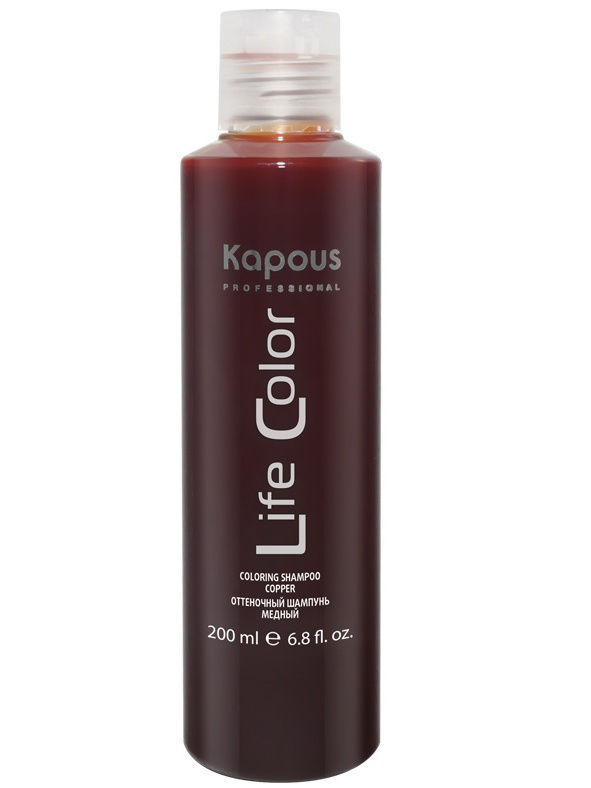 Kapous
PROFESSIONAL
Life Color
COLORING SHAMPOO
COPPER
ОТТЕНОЧНЫЙ ШАМПУНЬ
МЕДНЫЙ
200 ml ℮ 6.8 fl. oz.